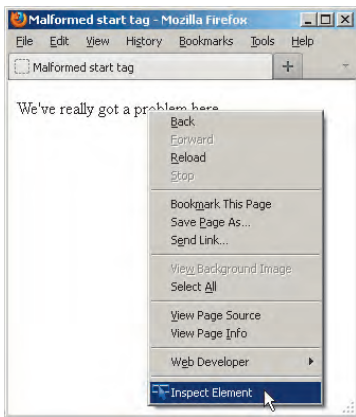 Malformed start tag - Mozilla Firefox
File Edit View History Bookmarks Tools Help
Malformed start tag +
We've really got a problem here
Back
Forward
Reload
Stop
Bookmark This Page
Save Page As...
Send Link...
View Background Image
Select All
View Page Source
View Page Info
Web Developer
Inspect Element